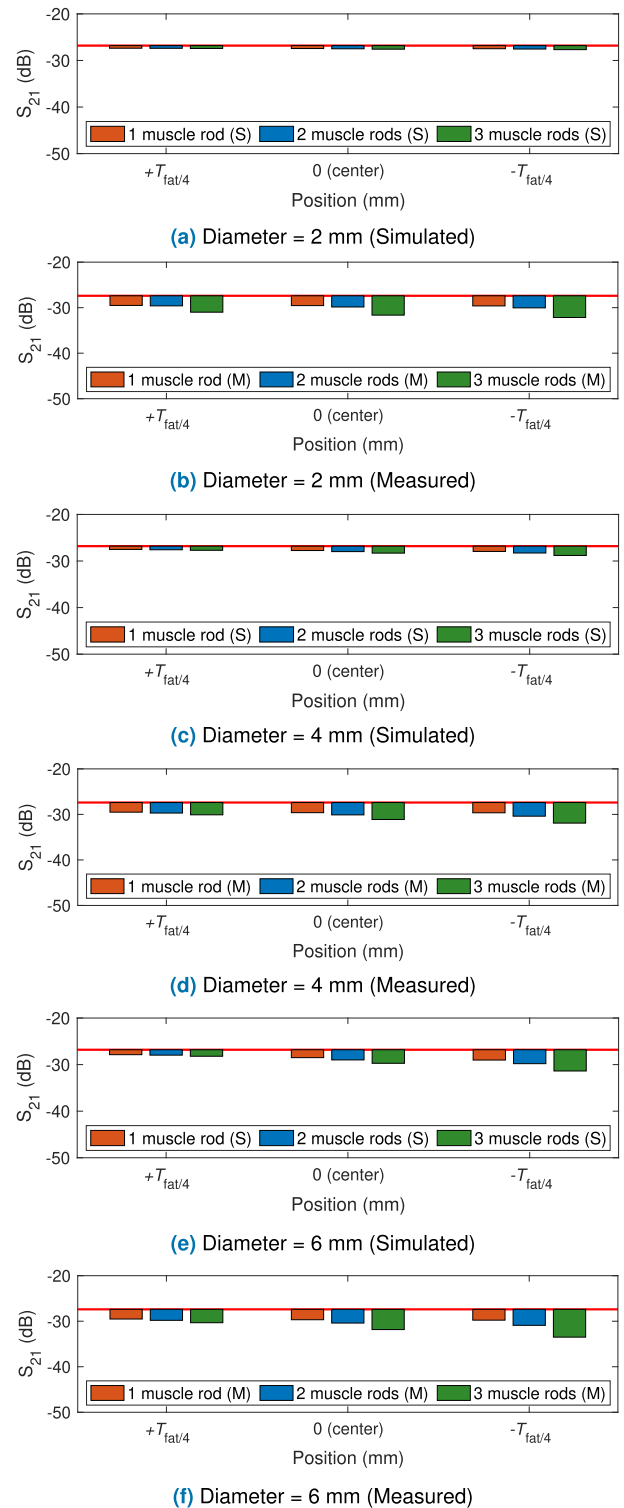 -20
-30
-40
-50
S21 (dB)
1 muscle rod (S) 2 muscle rods (S) 3 muscle rods (S)
+Tfat/4 0 (center) -Tfat/4
Position (mm)
(a) Diameter = 2 mm (Simulated)
-20
-30
-40
-50
S21 (dB)
1 muscle rod (M) 2 muscle rods (M) 3 muscle rods (M)
+Tfat/4 0 (center) -Tfat/4
Position (mm)
(b) Diameter = 2 mm (Measured)
-20
-30
-40
-50
S21 (dB)
1 muscle rod (S) 2 muscle rods (S) 3 muscle rods (S)
+Tfat/4 0 (center) -Tfat/4
Position (mm)
(c) Diameter = 4 mm (Simulated)
-20
-30
-40
-50
S21 (dB)
1 muscle rod (M) 2 muscle rods (M) 3 muscle rods (M)
+Tfat/4 0 (center) -Tfat/4
Position (mm)
(d) Diameter = 4 mm (Measured)
-20
-30
-40
-50
S21 (dB)
1 muscle rod (S) 2 muscle rods (S) 3 muscle rods (S)
+Tfat/4 0 (center) -Tfat/4
Position (mm)
(e) Diameter = 6 mm (Simulated)
-20
-30
-40
-50
S21 (dB)
1 muscle rod (M) 2 muscle rods (M) 3 muscle rods (M)
+Tfat/4 0 (center) -Tfat/4
Position (mm)
(f) Diameter = 6 mm (Measured)